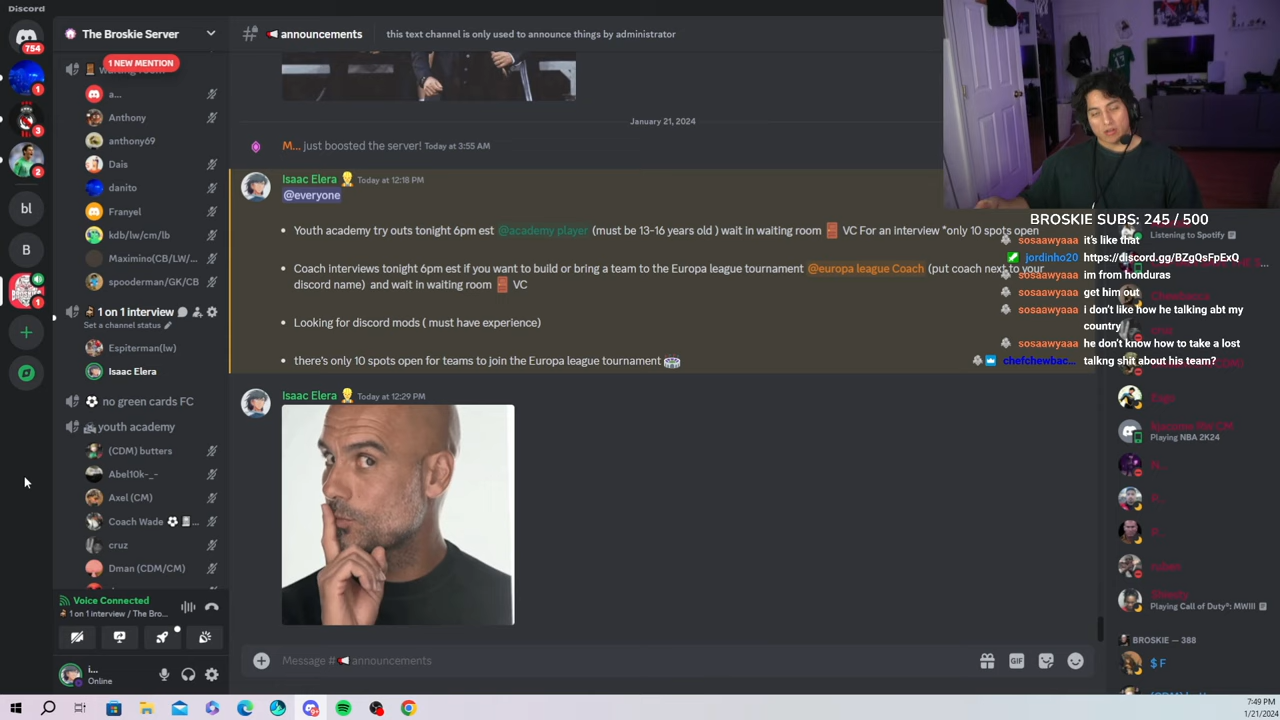 Discord
754
1
3
2
bl
B
1
The Broskie Server
1 NEW MENTION
a...
Anthony
anthony69
Dais
danito
Franyel
kdb/lw/cm/lb
Maximino(CB/LW/...
spooderman/GK/CB
1 on 1 interview
Set a channel status
Espiterman(lw)
Isaac Elera
no green cards FC
youth academy
(CDM) butters
Abel10k-_-
Axel (CM)
Coach Wade
cruz
Dman (CDM/CM)
Voice Connected
1 on 1 interview / The Bro...
i...
Online
announcements
this text channel is only used to announce things by administrator
January 21, 2024
M... just boosted the server! Today at 3:55 AM
Isaac Elera Today at 12:18 PM
@everyone
• Youth academy try outs tonight 6pm est @academy player (must be 13-16 years old ) wait in waiting room VC For an interview *only 10 spots open
• Coach interviews tonight 6pm est if you want to build or bring a team to the Europa league tournament @europa league Coach (put coach next to your
discord name) and wait in waiting room VC
• Looking for discord mods ( must have experience)
• there's only 10 spots open for teams to join the Europa league tournament
Isaac Elera Today at 12:29 PM
Message # announcements
GIF
BROSKIE SUBS: 245 / 500
Listening to Spotify
sosaawyaaa it's like that
jordinho20 https://discord.gg/BZgQsFpExQ
sosaawyaaa im from honduras
sosaawyaaa get him out
sosaawyaaa I don't like how he talking abt my
country
sosaawyaaa he don't know how to take a lost
chefchewbac... talkng shit about his team?
Playing NBA 2K24
N...
P...
P...
Playing Call of Duty®: MWIII
BROSKIE — 388
$ F
7:49 PM
1/21/2024